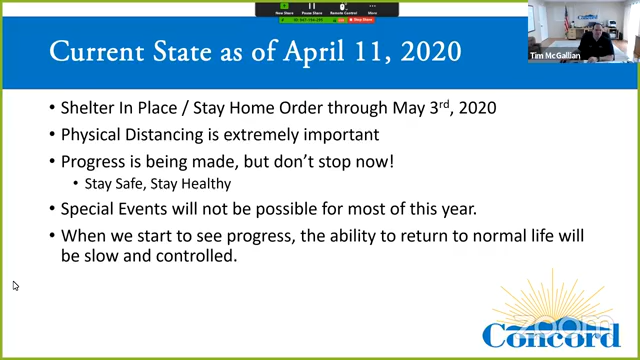 New Share
Pause Share
Remote Control
More
Stop Share
Current State as of April 11, 2020
Concord
Tim McGallian
• Shelter In Place / Stay Home Order through May 3rd, 2020
• Physical Distancing is extremely important
• Progress is being made, but don't stop now!
• Stay Safe, Stay Healthy
• Special Events will not be possible for most of this year.
• When we start to see progress, the ability to return to normal life will
be slow and controlled.
zoom
Concord